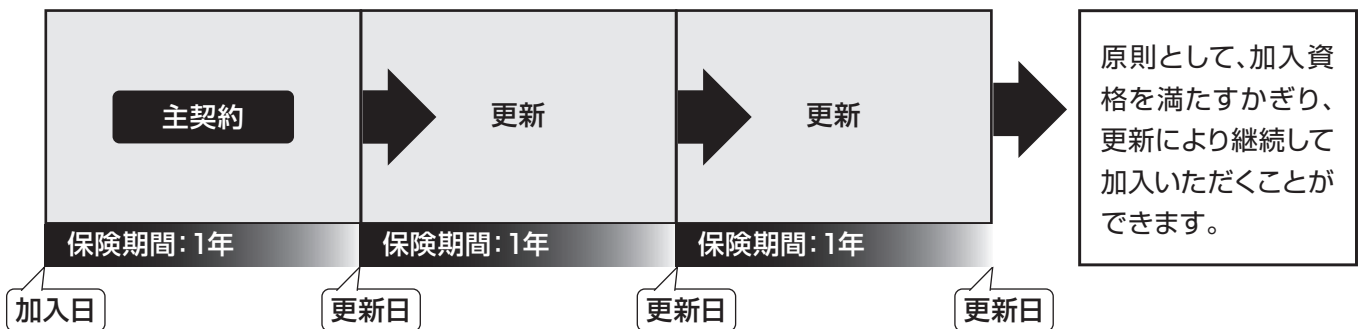 主契約
更新
更新
原則として、加入資
格を満たすかぎり、
更新により継続して
加入いただくことが
できます。
保険期間：1年
保険期間：1年
保険期間：1年
加入日
更新日
更新日
更新日